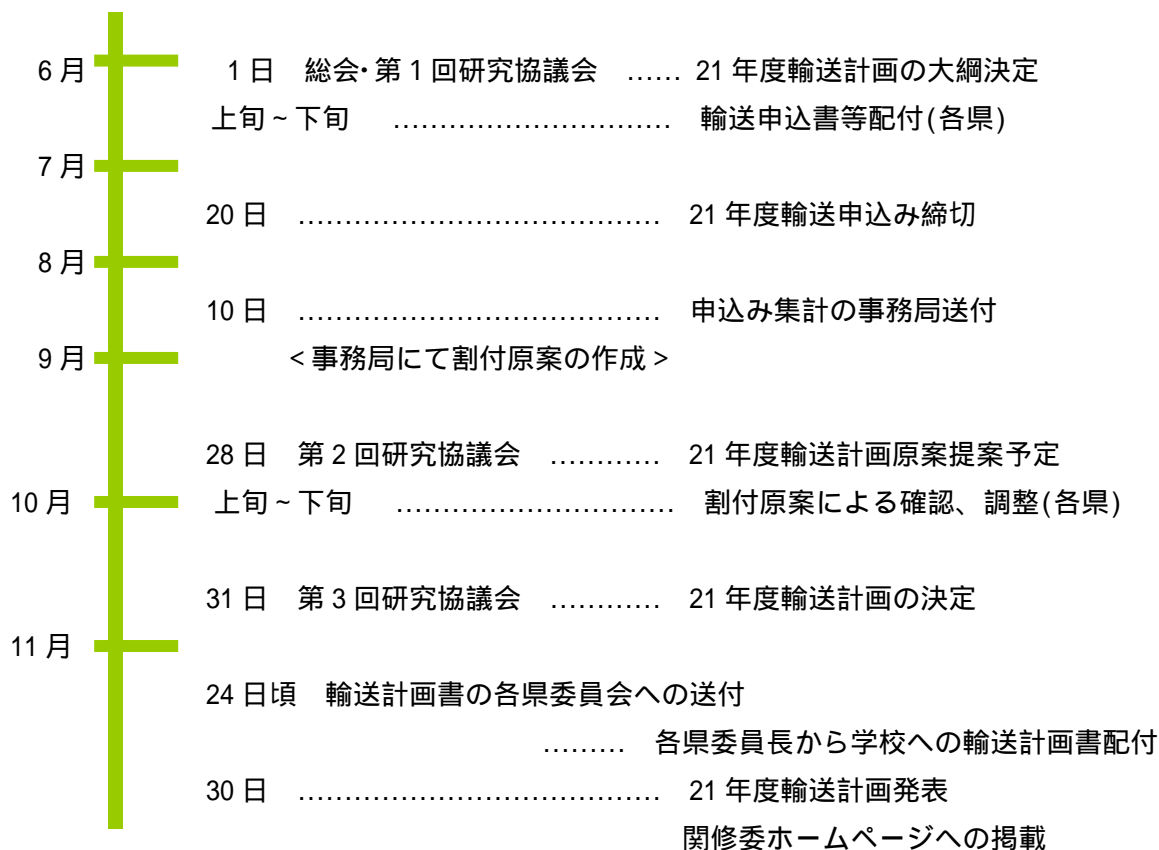 6月 1日 総会・第1回研究協議会 …… 21年度輸送計画の大綱決定
上旬~下旬 ………………………… 輸送申込書等配付(各県)
7月
20日 ………………………………… 21年度輸送申込み締切
8月
10日 ………………………………… 申込み集計の事務局送付
9月 <事務局にて割付原案の作成>
28日 第2回研究協議会 ………… 21年度輸送計画原案提案予定
10月 上旬~下旬 ………………………… 割付原案による確認、調整(各県)
31日 第3回研究協議会 ………… 21年度輸送計画の決定
11月
24日頃 輸送計画書の各県委員会への送付
……… 各県委員長から学校への輸送計画書配付
30日 ………………………………… 21年度輸送計画発表
関修委ホームページへの掲載